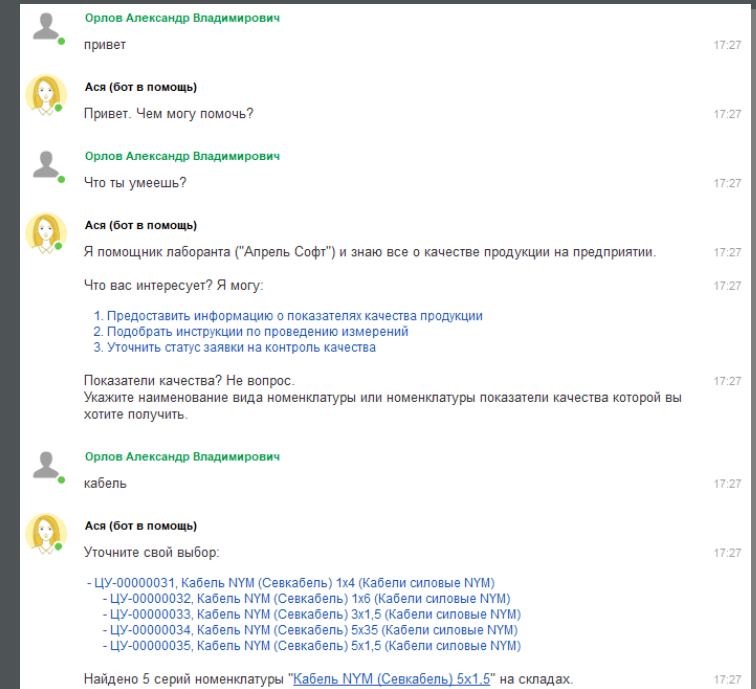 Орлов Александр Владимирович
привет 17:27
Ася (бот в помощь)
Привет. Чем могу помочь? 17:27
Орлов Александр Владимирович
Что ты умеешь? 17:27
Ася (бот в помощь)
Я помощник лаборанта ("Апрель Софт") и знаю все о качестве продукции на предприятии. 17:27
Что вас интересует? Я могу: 17:27
1. Предоставить информацию о показателях качества продукции
2. Подобрать инструкции по проведению измерений
3. Уточнить статус заявки на контроль качества
Показатели качества? Не вопрос. 17:27
Укажите наименование вида номенклатуры или номенклатуры показатели качества которой вы
хотите получить.
Орлов Александр Владимирович
кабель 17:27
Ася (бот в помощь)
Уточните свой выбор: 17:27
- ЦУ-00000031, Кабель NYM (Севкабель) 1х4 (Кабели силовые NYM)
- ЦУ-00000032, Кабель NYM (Севкабель) 1х6 (Кабели силовые NYM)
- ЦУ-00000033, Кабель NYM (Севкабель) 3х1,5 (Кабели силовые NYM)
- ЦУ-00000034, Кабель NYM (Севкабель) 5х35 (Кабели силовые NYM)
- ЦУ-00000035, Кабель NYM (Севкабель) 5х1,5 (Кабели силовые NYM)
Найдено 5 серий номенклатуры "Кабель NYM (Севкабель) 5х1,5" на складах. 17:27